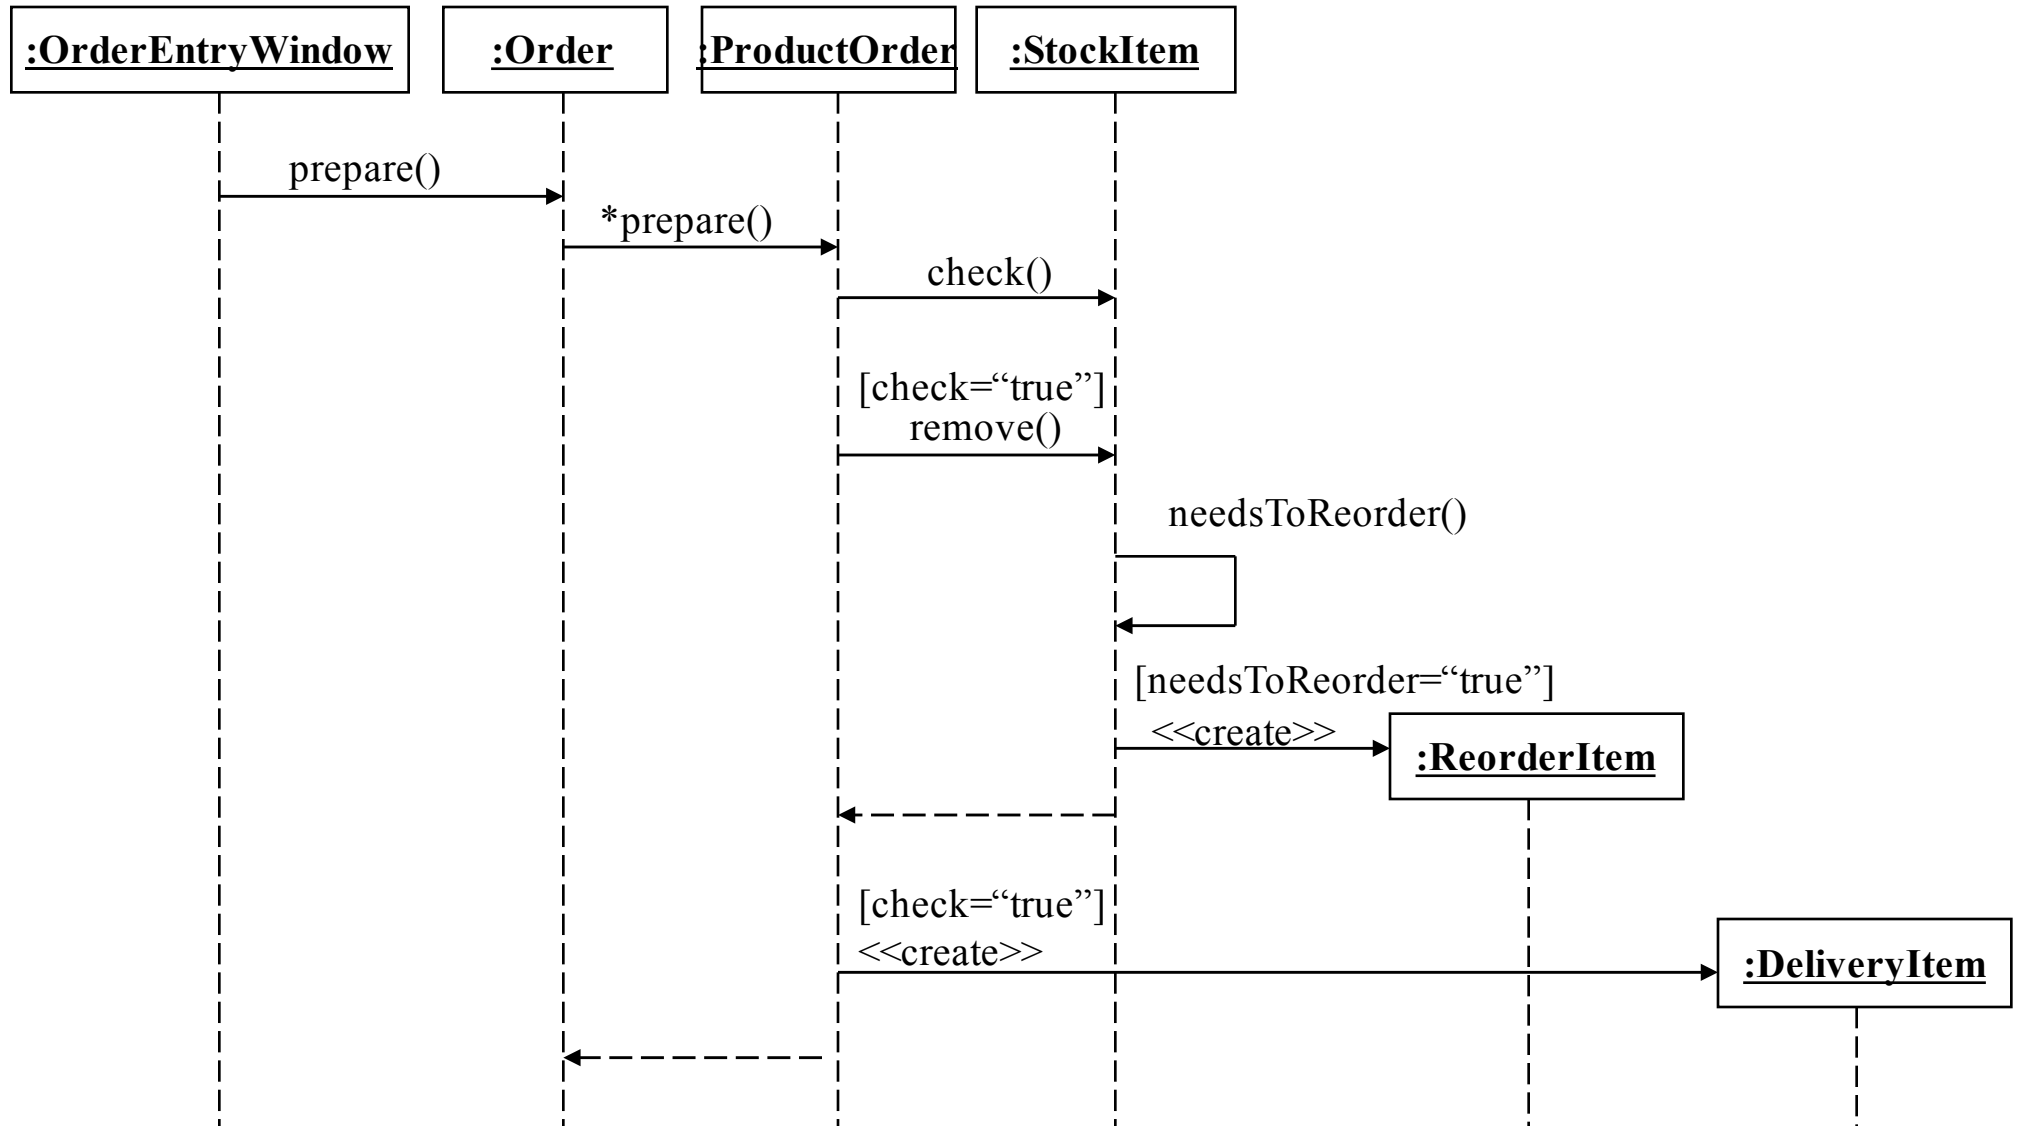 :OrderEntryWindow
:Order
:ProductOrder
:StockItem
prepare()
*prepare()
check()
[check=“true”]
remove()
needsToReorder()
[needsToReorder=“true”]
<<create>>
:ReorderItem
[check=“true”]
<<create>>
:DeliveryItem